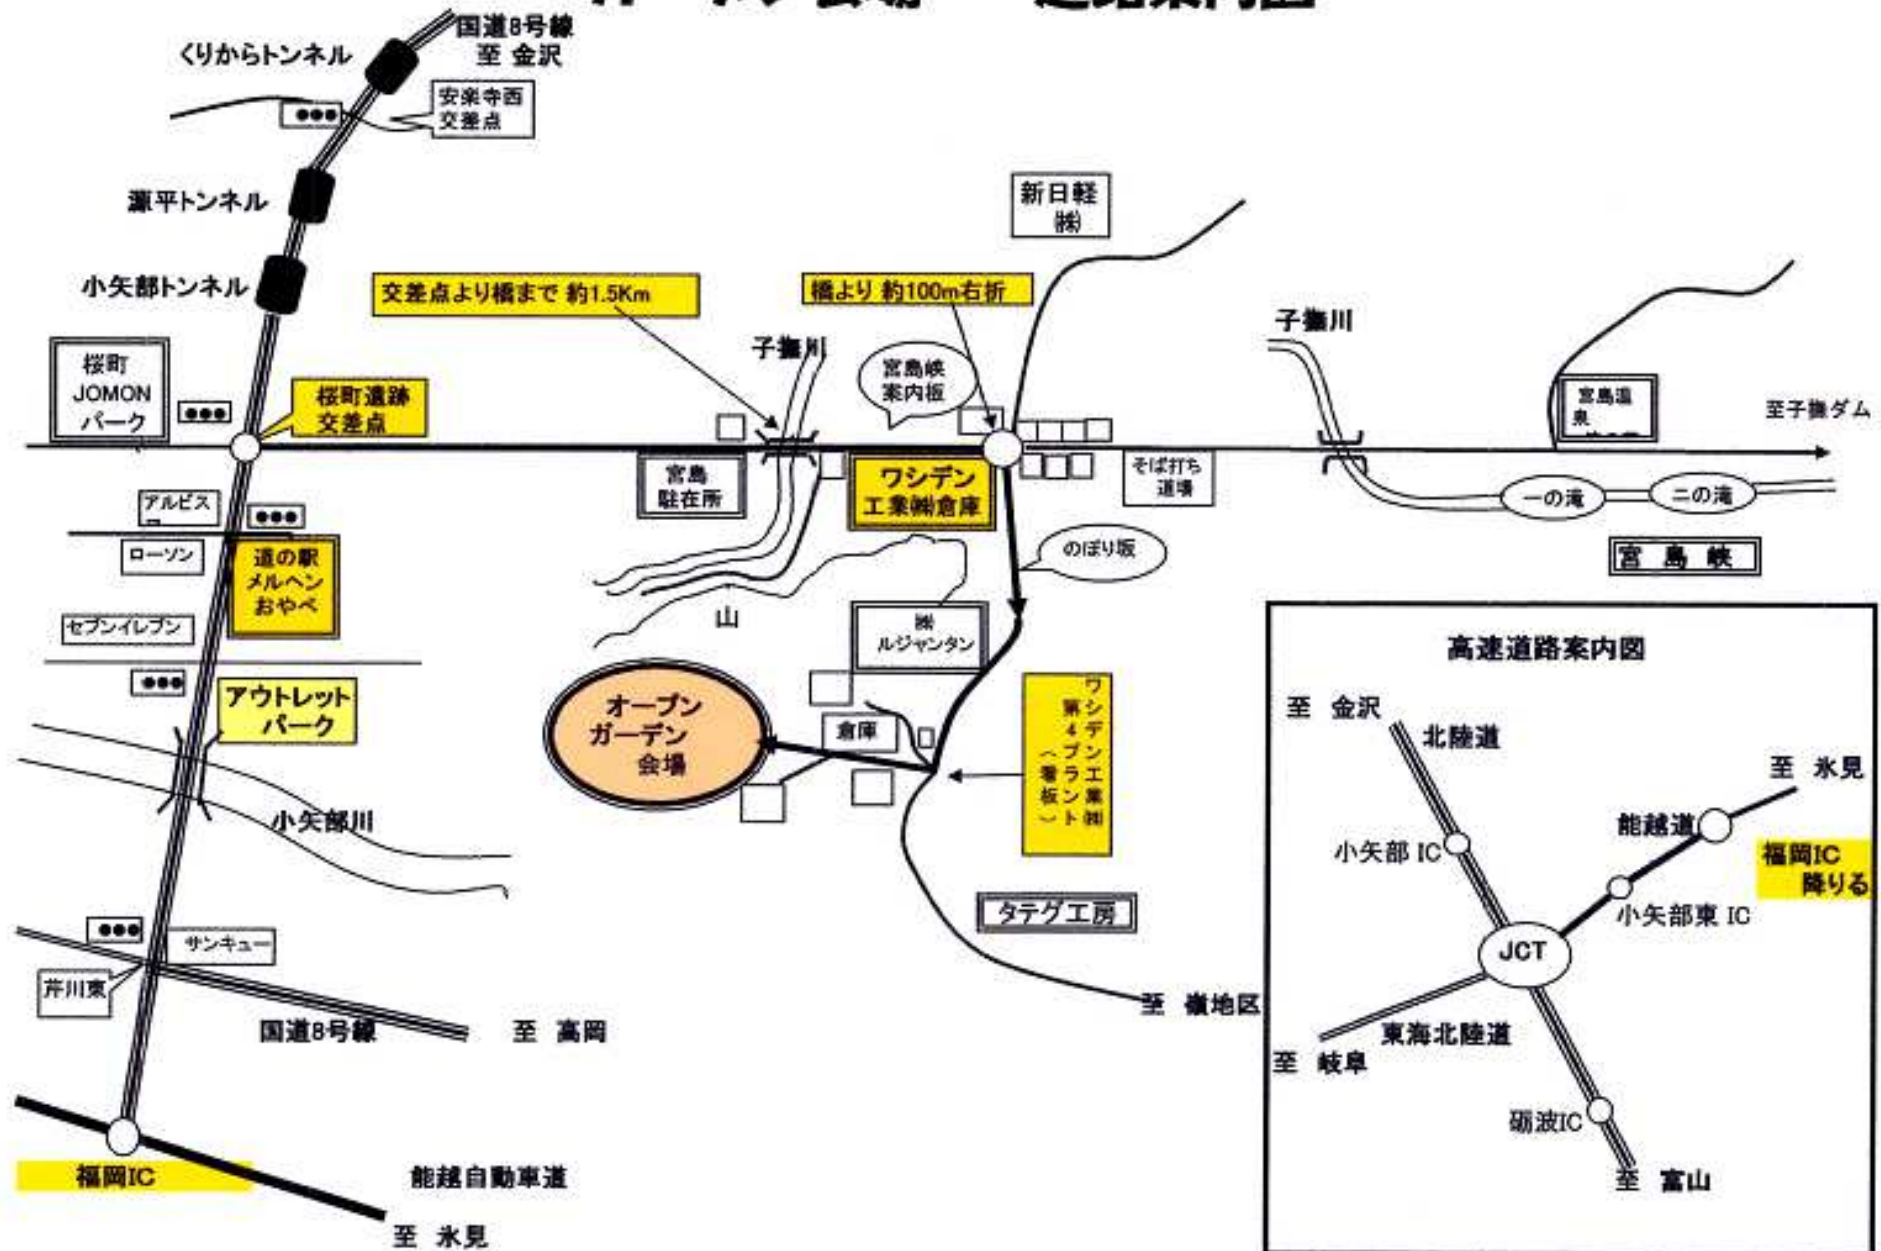 国道8号線
至 金沢
くりからトンネル
安楽寺西
交差点
源平トンネル
新日軽
㈱
小矢部トンネル
交差点より橋まで 約1.5Km
橋より 約100m右折
子撫川
子撫川
桜町
JOMON
パーク
桜町遺跡
交差点
宮島峡
案内板
宮島温
泉
至子撫ダム
宮島
駐在所
ワシデン
工業㈱倉庫
そば打ち
道場
一の滝
二の滝
アルビス
ローソン
道の駅
メルヘン
おやべ
のぼり坂
宮 島 峡
セブンイレブン
山
㈱
ルジャンタン
アウトレット
パーク
オープン
ガーデン
会場
倉庫
ワシデン工業㈱
第4プラント
(看板)
小矢部川
タテグ工房
サンキュー
芹川東
国道8号線
至 高岡
至 嶺地区
福岡IC
能越自動車道
至 氷見
高速道路案内図
至 金沢
北陸道
至 氷見
能越道
小矢部 IC
福岡IC
降りる
小矢部東 IC
JCT
東海北陸道
至 岐阜
砺波IC
至 富山